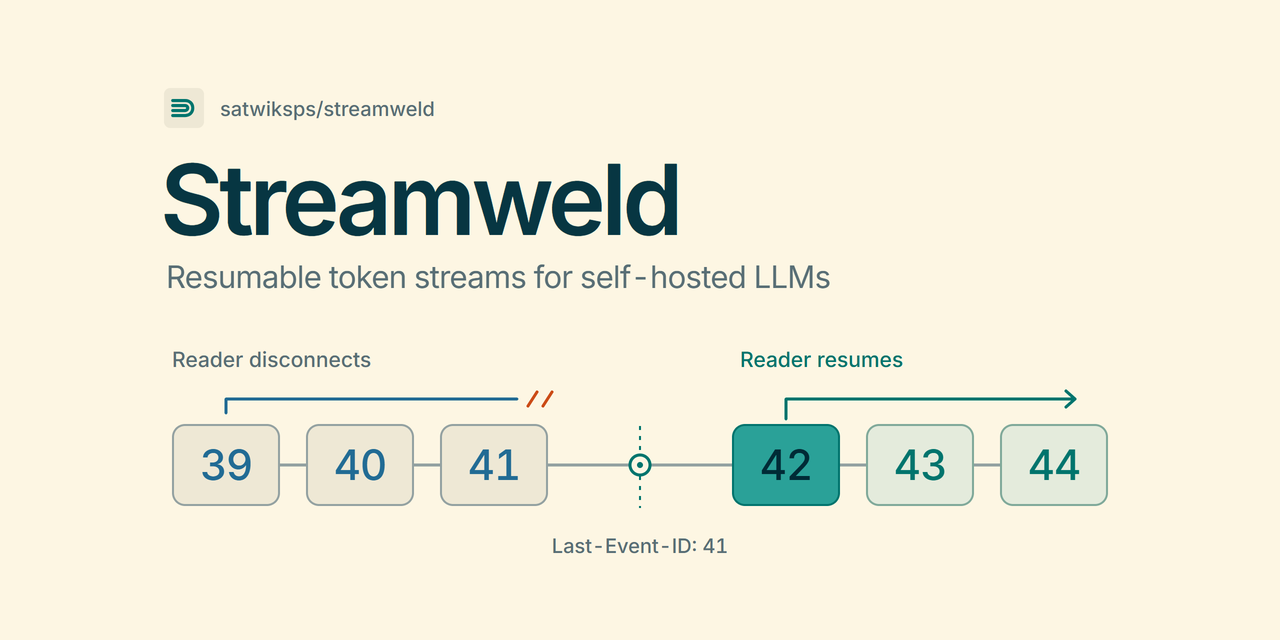 satwiksps/streamweld
Streamweld
Resumable token streams for self-hosted LLMs
Reader disconnects
Reader resumes
39
40
41
42
43
44
Last-Event-ID: 41